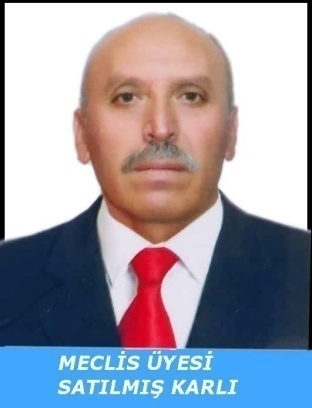 MECLİS ÜYESİ
SATILMIŞ KARLI